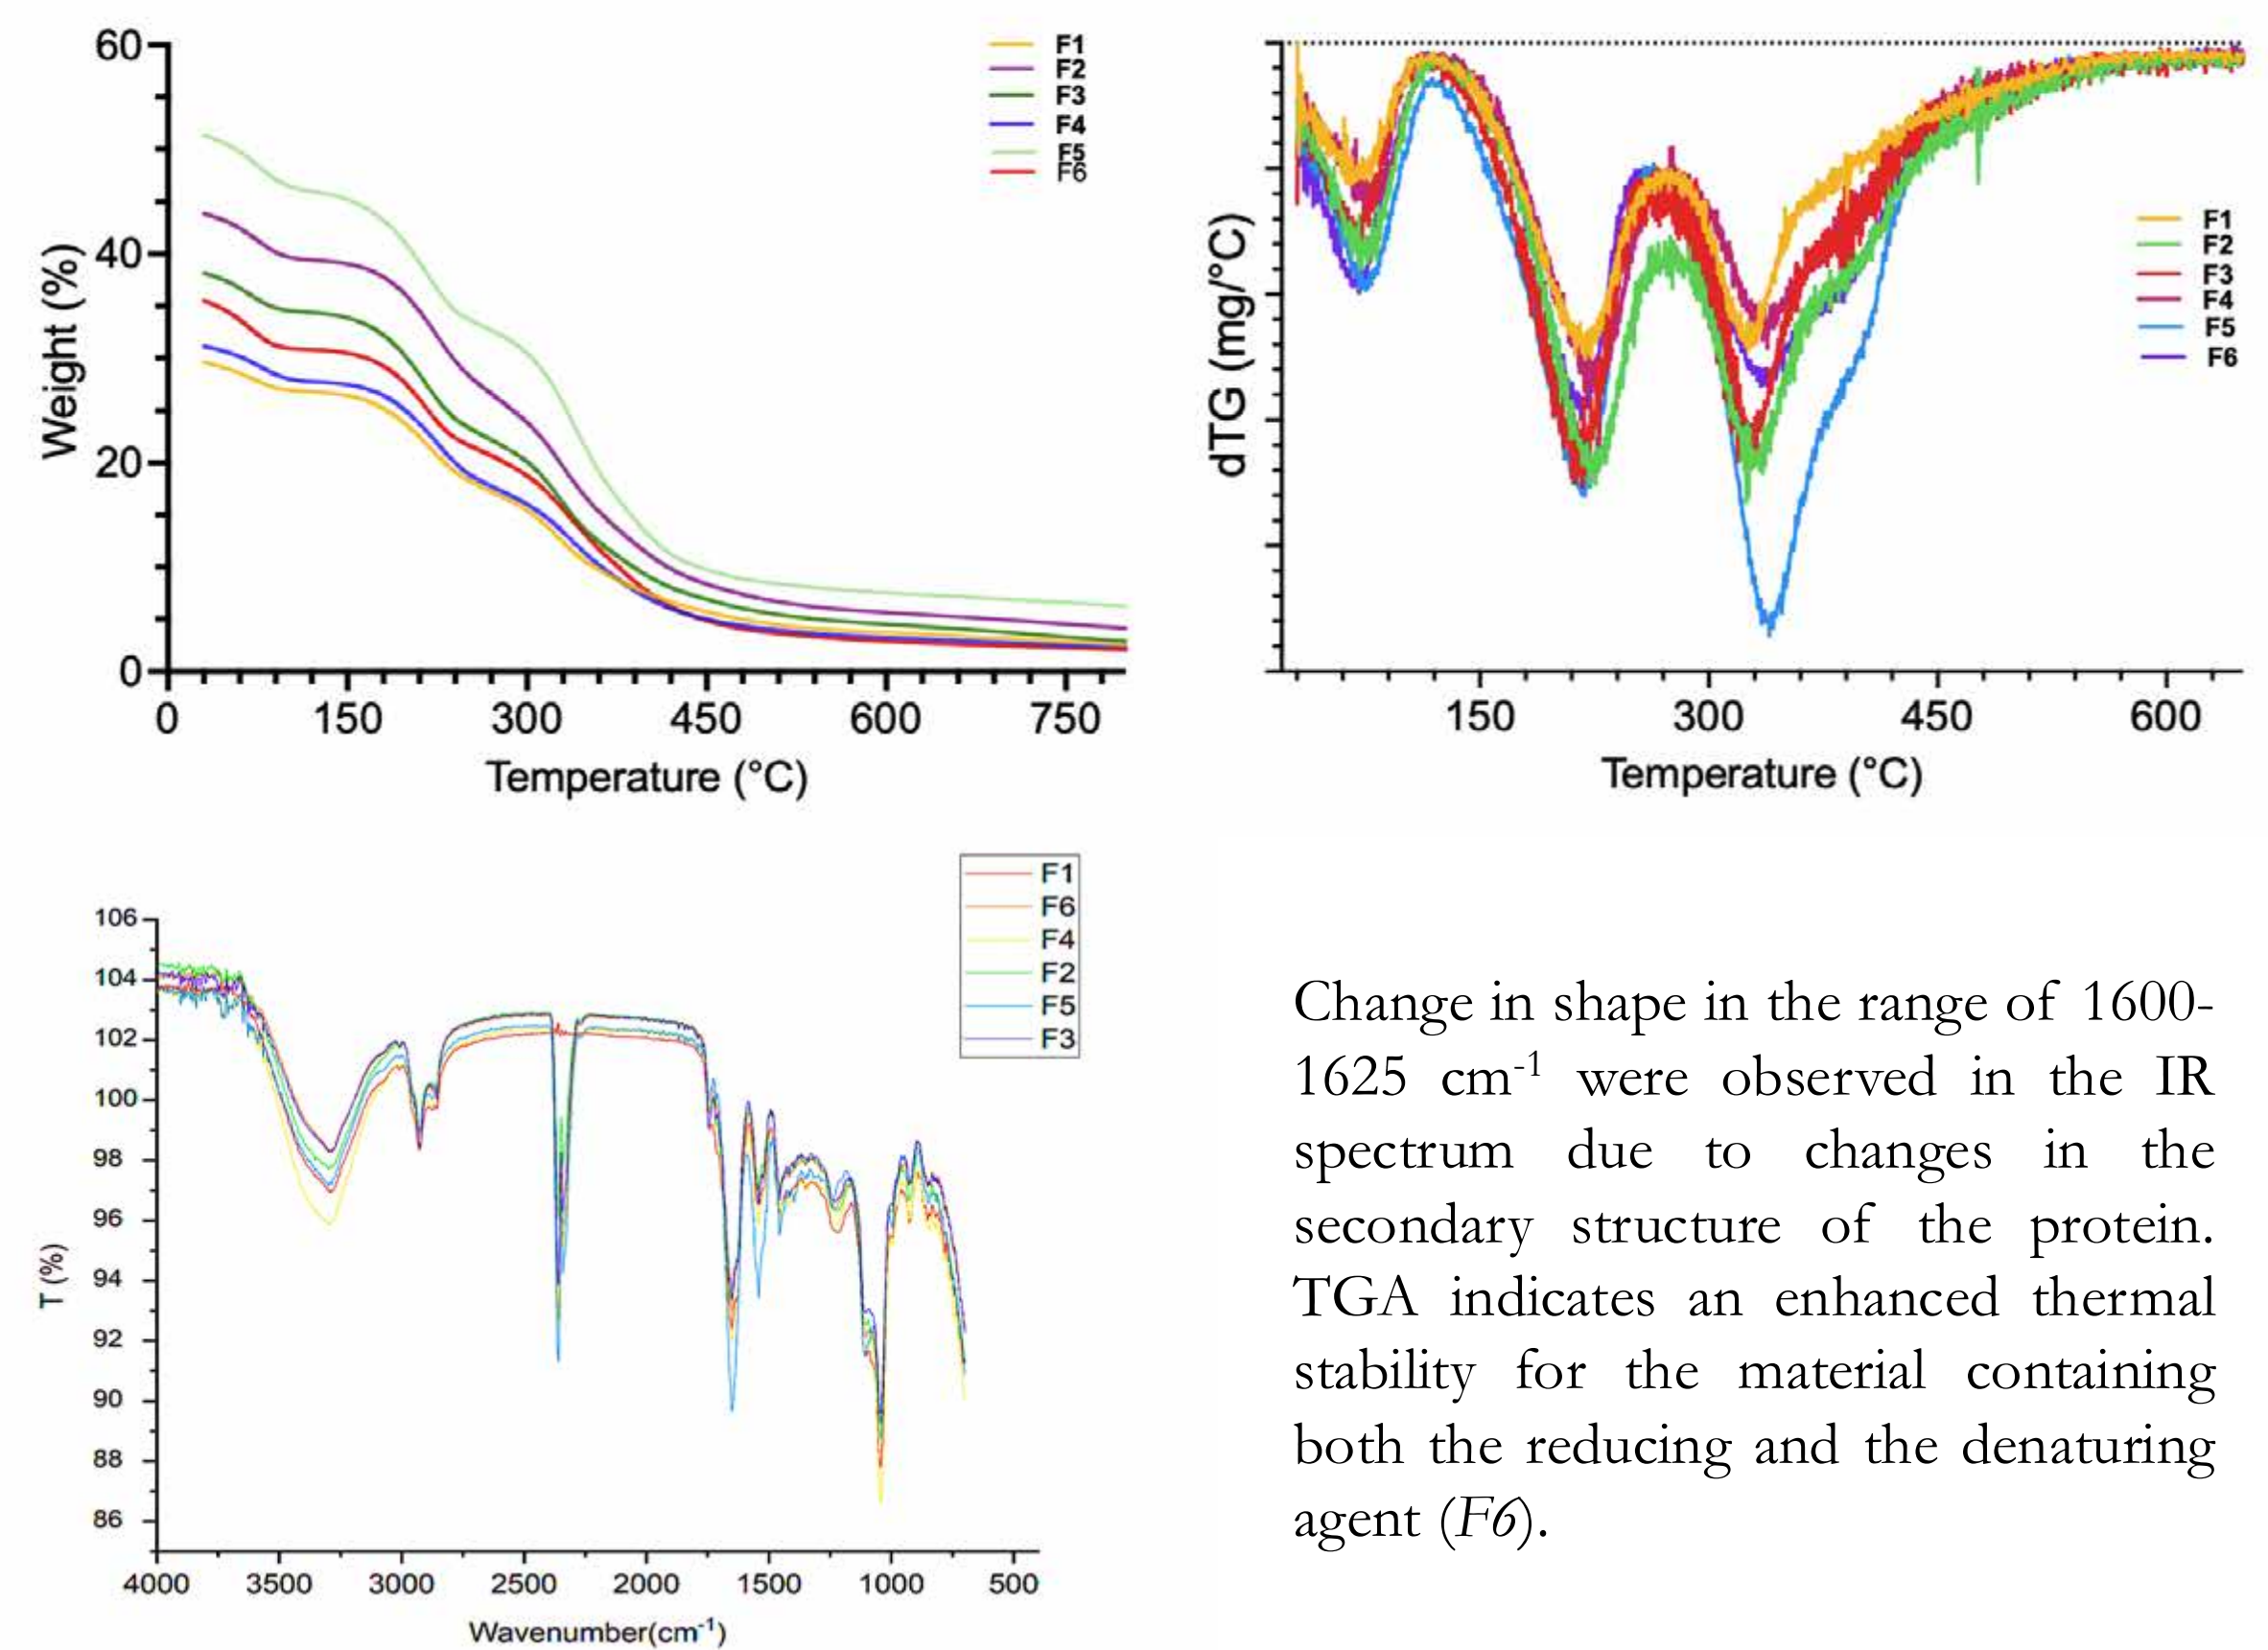 60
40
20
0
Weight (%)
0 150 300 450 600 750
Temperature (°C)
F1
F2
F3
F4
F5
F6
dTG (mg/°C)
150 300 450 600
Temperature (°C)
F1
F2
F3
F4
F5
F6
106
104
102
100
98
96
94
92
90
88
86
T (%)
4000 3500 3000 2500 2000 1500 1000 500
Wavenumber(cm-1)
F1
F6
F4
F2
F5
F3
Change in shape in the range of 1600-
1625 cm-1 were observed in the IR
spectrum due to changes in the
secondary structure of the protein.
TGA indicates an enhanced thermal
stability for the material containing
both the reducing and the denaturing
agent (F6).